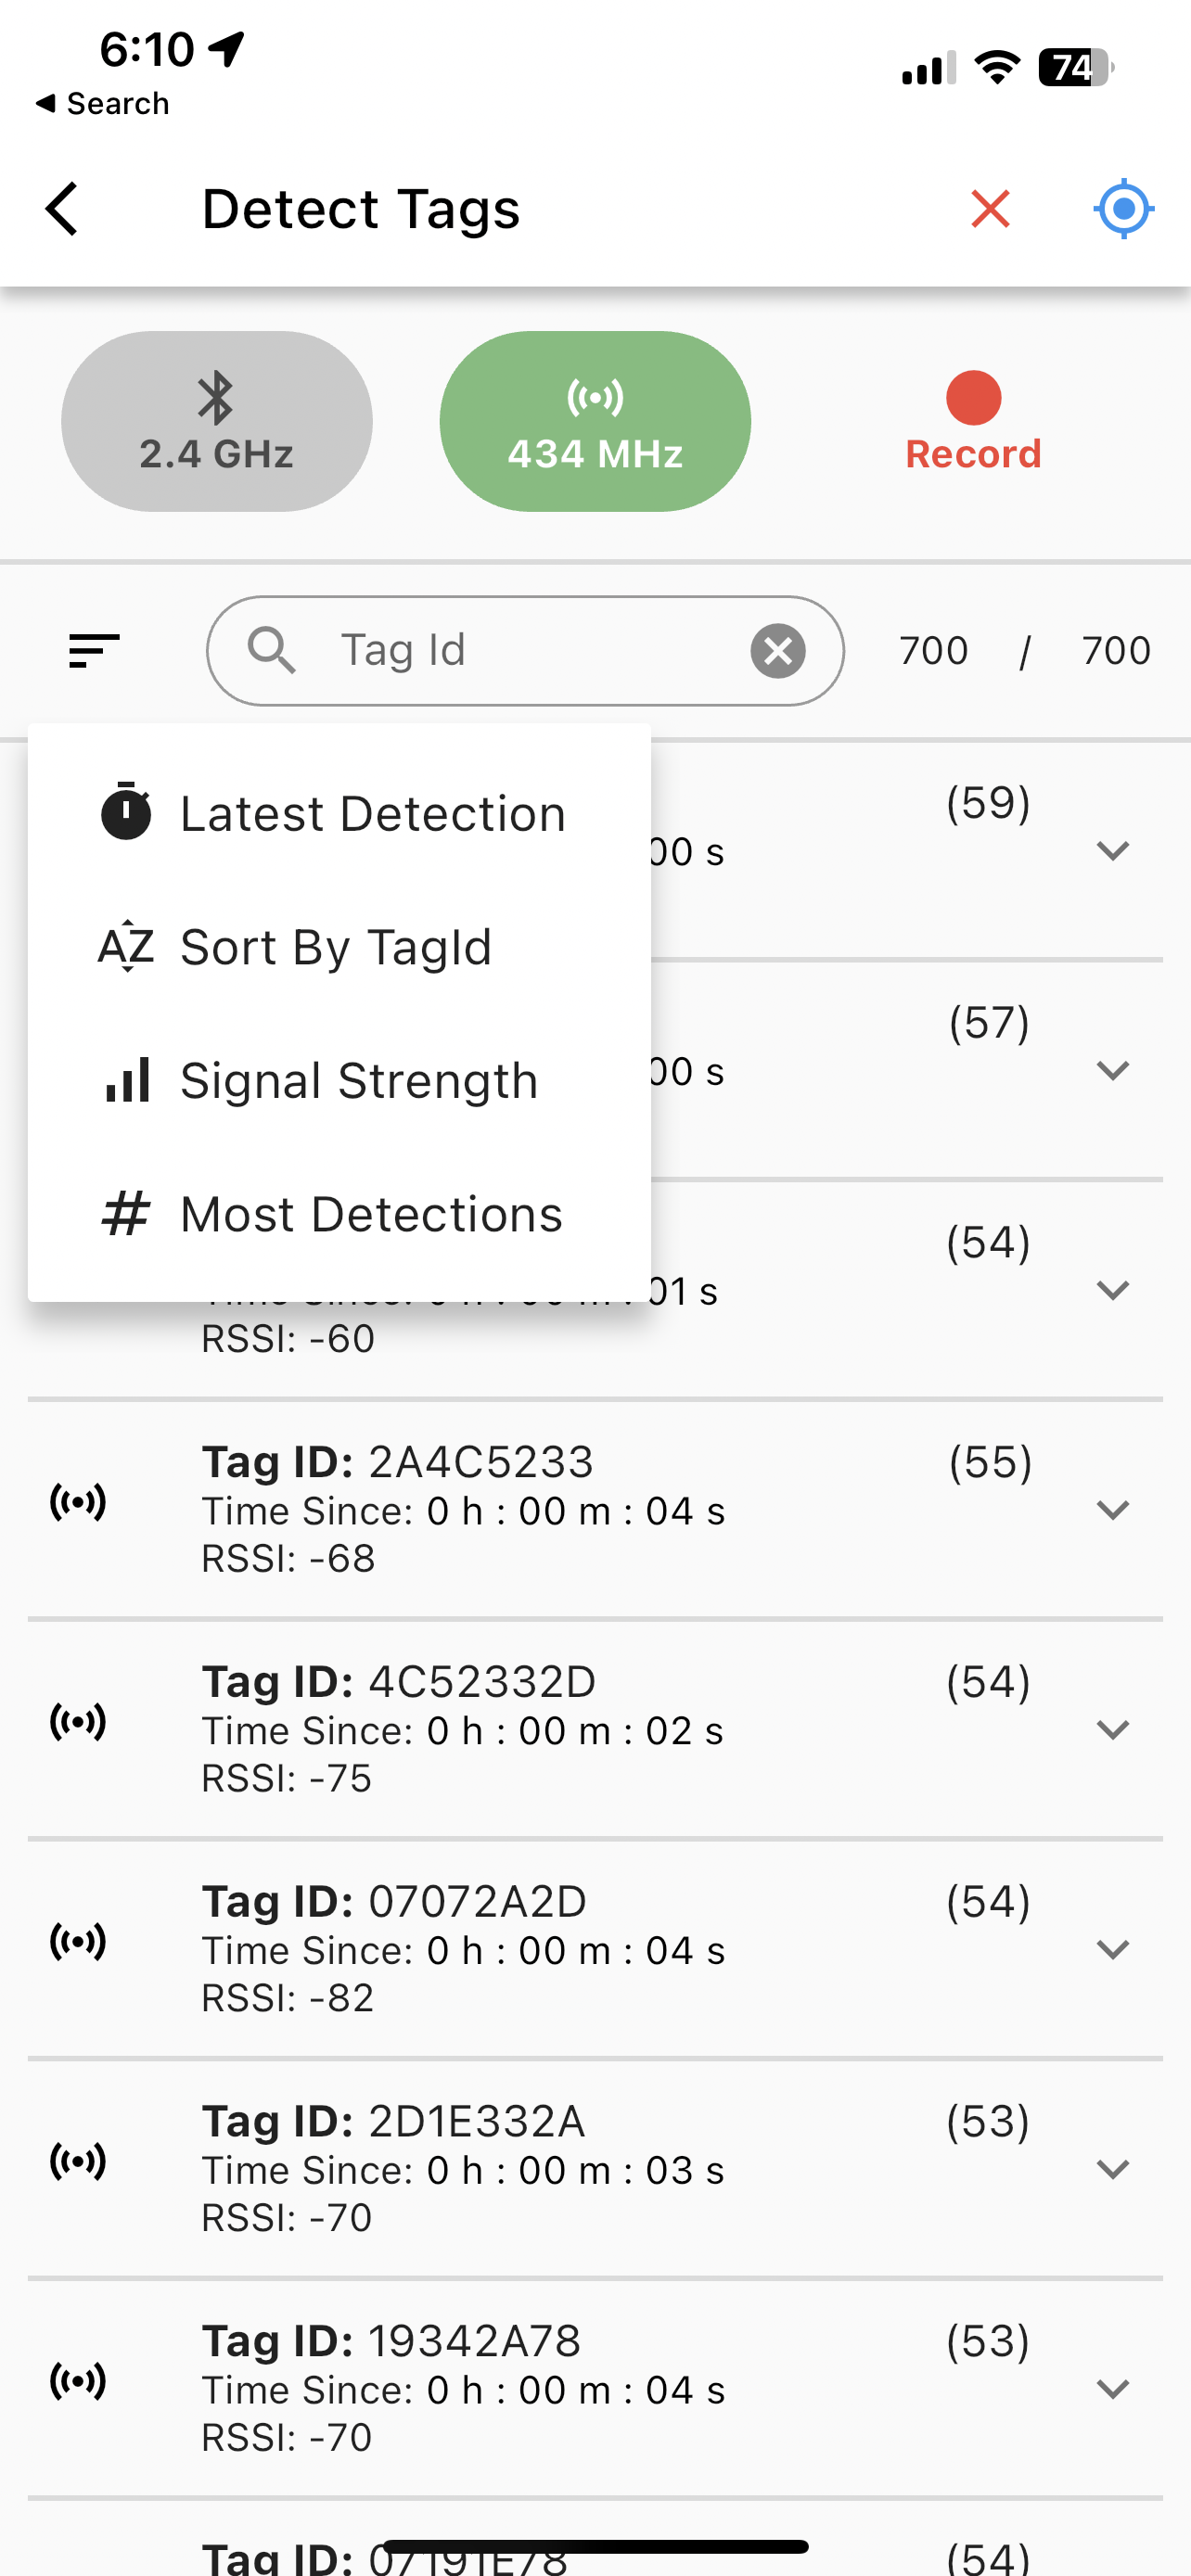 6:10
74
Search
Detect Tags
2.4 GHz
434 MHz
Record
Tag Id
700 / 700
Latest Detection
Sort By TagId
Signal Strength
Most Detections
(59)
00 s
(57)
00 s
(54)
01 s
RSSI: -60
Tag ID: 2A4C5233
(55)
Time Since: 0 h : 00 m : 04 s
RSSI: -68
Tag ID: 4C52332D
(54)
Time Since: 0 h : 00 m : 02 s
RSSI: -75
Tag ID: 07072A2D
(54)
Time Since: 0 h : 00 m : 04 s
RSSI: -82
Tag ID: 2D1E332A
(53)
Time Since: 0 h : 00 m : 03 s
RSSI: -70
Tag ID: 19342A78
(53)
Time Since: 0 h : 00 m : 04 s
RSSI: -70
Tag ID: 07191E78
(54)